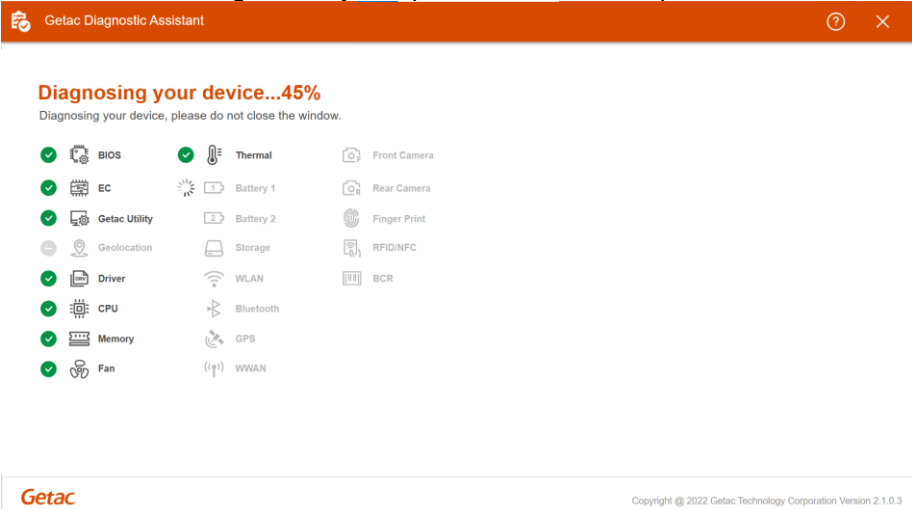 Getac Diagnostic Assistant
Diagnosing your device...45%
Diagnosing your device, please do not close the window.
BIOS
EC
Getac Utility
Geolocation
Driver
CPU
Memory
Fan
Thermal
Battery 1
Battery 2
Storage
WLAN
Bluetooth
GPS
WWAN
Front Camera
Rear Camera
Finger Print
RFID/NFC
BCR
Getac
Copyright @ 2022 Getac Technology Corporation Version 2.1.0.3